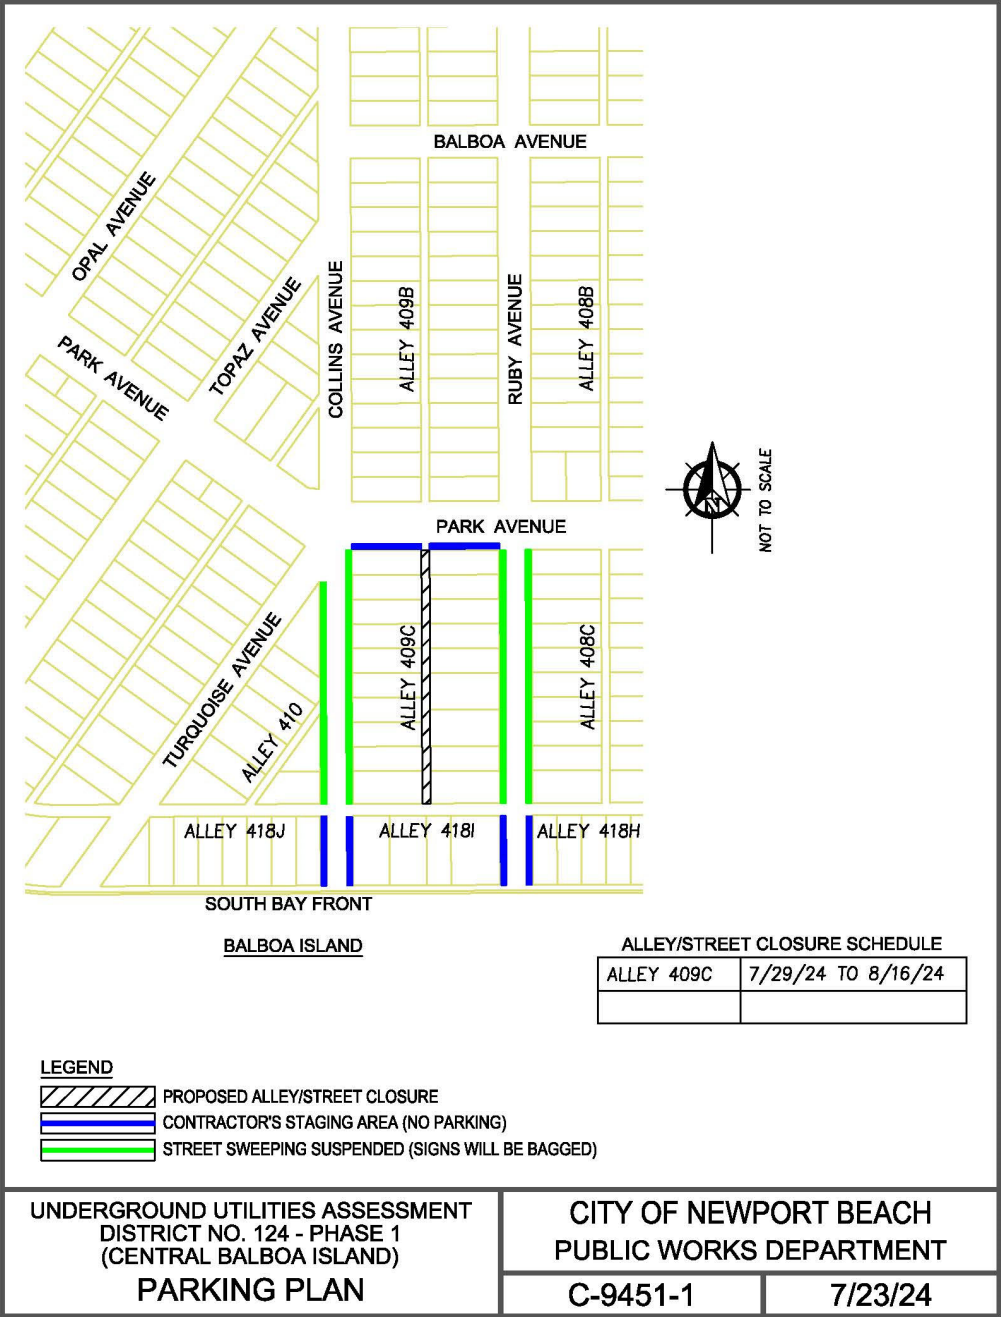 BALBOA AVENUE
OPAL AVENUE
COLLINS AVENUE
RUBY AVENUE
TOPAZ AVENUE
ALLEY 409B
ALLEY 408B
PARK AVENUE
PARK AVENUE
N
NOT TO SCALE
TURQUOISE AVENUE
ALLEY 409C
ALLEY 408C
ALLEY 410
ALLEY 418J
ALLEY 418I
ALLEY 418H
SOUTH BAY FRONT
BALBOA ISLAND
ALLEY/STREET CLOSURE SCHEDULE
ALLEY 409C 7/29/24 TO 8/16/24
LEGEND
PROPOSED ALLEY/STREET CLOSURE
CONTRACTOR'S STAGING AREA (NO PARKING)
STREET SWEEPING SUSPENDED (SIGNS WILL BE BAGGED)
UNDERGROUND UTILITIES ASSESSMENT
DISTRICT NO. 124 - PHASE 1
(CENTRAL BALBOA ISLAND)
PARKING PLAN
CITY OF NEWPORT BEACH
PUBLIC WORKS DEPARTMENT
C-9451-1
7/23/24